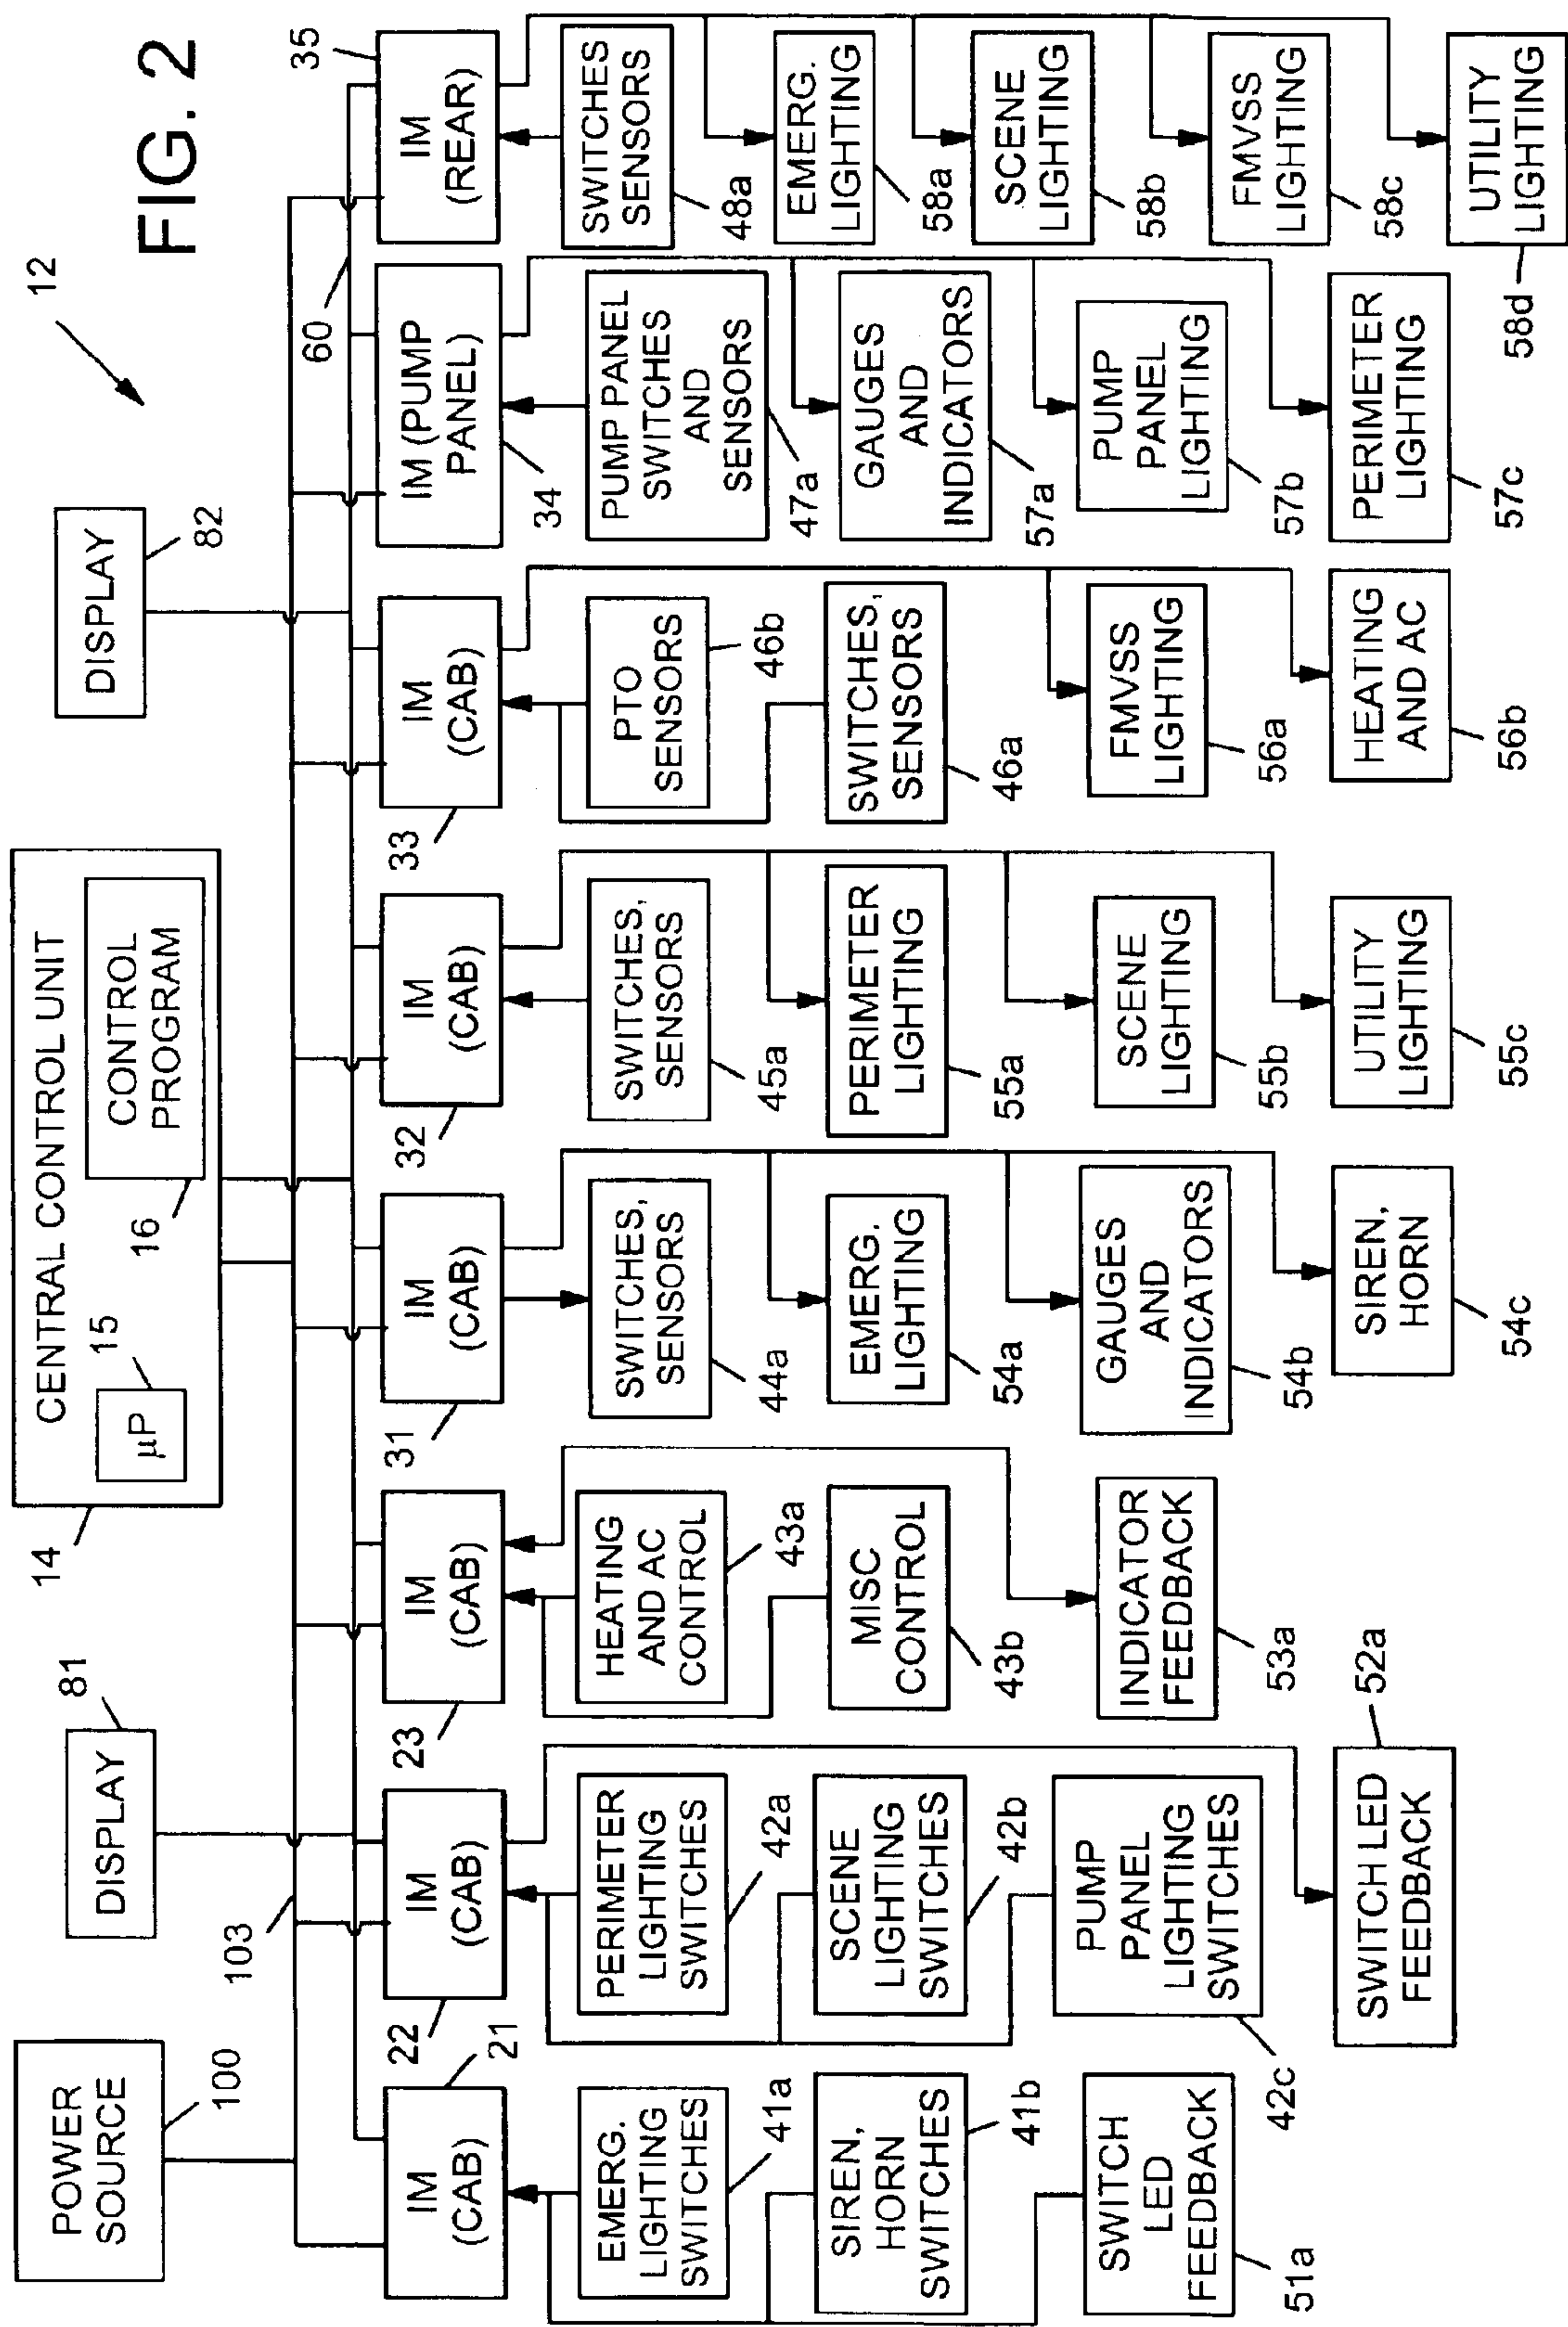 FIG. 2
12
POWER
SOURCE
100
DISPLAY
81
103
CENTRAL CONTROL UNIT
µP
15
CONTROL
PROGRAM
16
14
DISPLAY
82
60
IM
(CAB)
21
EMERG.
LIGHTING
SWITCHES
41a
SIREN,
HORN
SWITCHES
41b
SWITCH
LED
FEEDBACK
51a
IM
(CAB)
22
PERIMETER
LIGHTING
SWITCHES
42a
SCENE
LIGHTING
SWITCHES
42b
PUMP
PANEL
LIGHTING
SWITCHES
42c
SWITCH LED
FEEDBACK
52a
IM
(CAB)
23
HEATING
AND AC
CONTROL
43a
MISC
CONTROL
43b
INDICATOR
FEEDBACK
53a
IM
(CAB)
31
SWITCHES,
SENSORS
44a
EMERG.
LIGHTING
54a
GAUGES
AND
INDICATORS
54b
SIREN,
HORN
54c
IM
(CAB)
32
SWITCHES,
SENSORS
45a
PERIMETER
LIGHTING
55a
SCENE
LIGHTING
55b
UTILITY
LIGHTING
55c
IM
(CAB)
33
PTO
SENSORS
46b
SWITCHES,
SENSORS
46a
FMVSS
LIGHTING
56a
HEATING
AND AC
56b
IM (PUMP
PANEL)
34
PUMP PANEL
SWITCHES
AND
SENSORS
47a
GAUGES
AND
INDICATORS
57a
PUMP
PANEL
LIGHTING
57b
PERIMETER
LIGHTING
57c
IM
(REAR)
35
SWITCHES
SENSORS
48a
EMERG.
LIGHTING
58a
SCENE
LIGHTING
58b
FMVSS
LIGHTING
58c
UTILITY
LIGHTING
58d